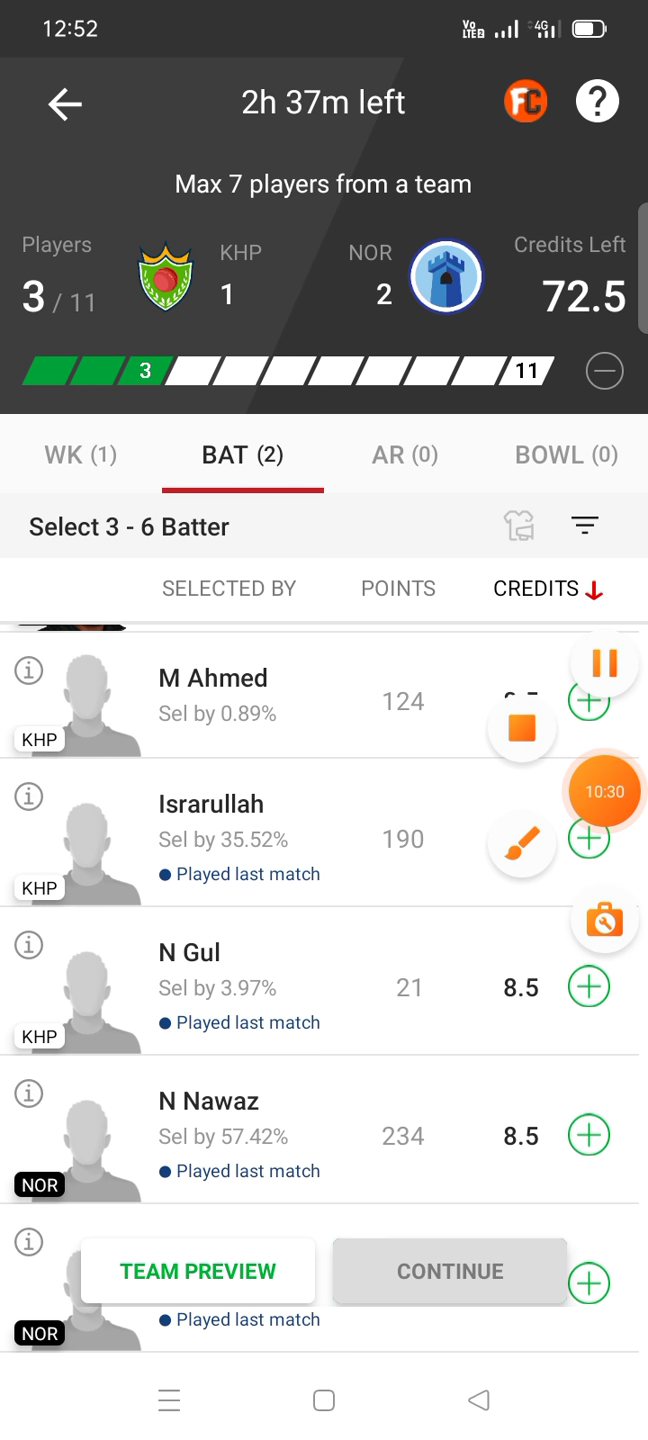 12:52
Vo LTEB
4G
2h 37m left
FC
?
Max 7 players from a team
Players
KHP
NOR
Credits Left
3 / 11
1
2
72.5
3
11
WK (1)
BAT (2)
AR (0)
BOWL (0)
Select 3 - 6 Batter
SELECTED BY
POINTS
CREDITS
M Ahmed
Sel by 0.89%
124
KHP
Israrullah
Sel by 35.52%
190
10:30
Played last match
KHP
N Gul
Sel by 3.97%
21
8.5
Played last match
KHP
N Nawaz
Sel by 57.42%
234
8.5
Played last match
NOR
TEAM PREVIEW
CONTINUE
Played last match
NOR